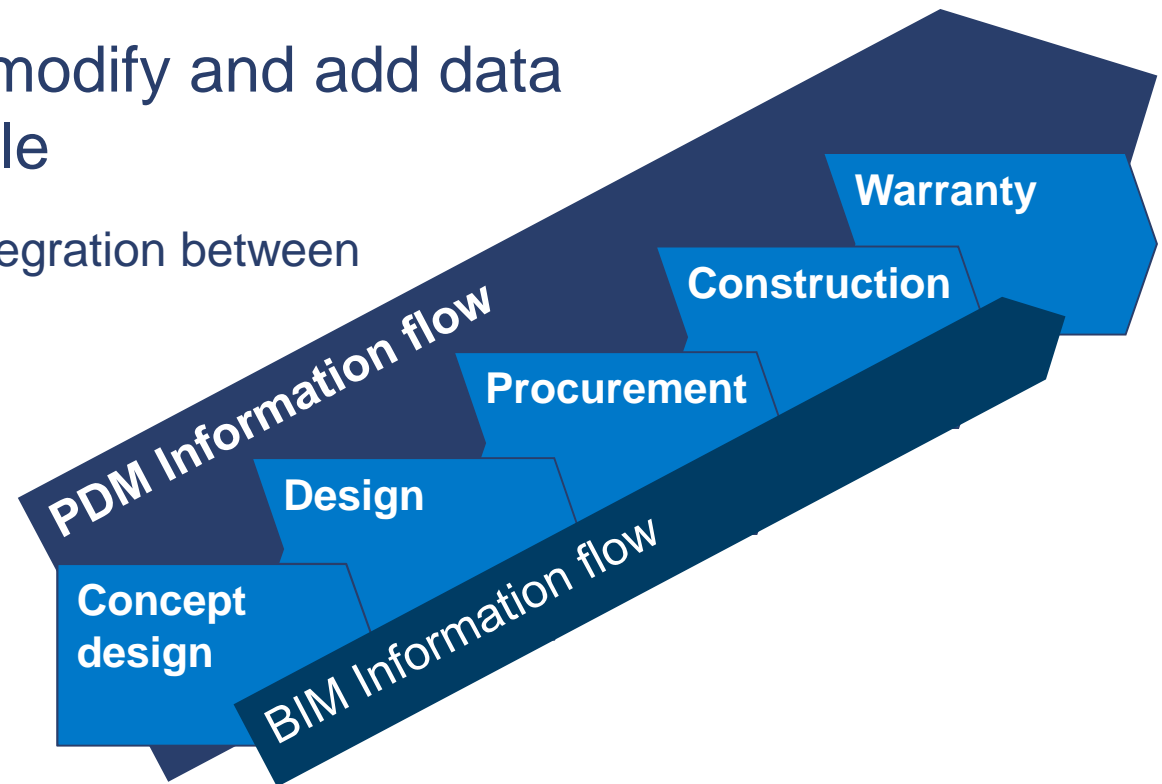 modify and add data
le
egration between
PDM Information flow
Warranty
Construction
Procurement
Design
Concept
design
BIM Information flow